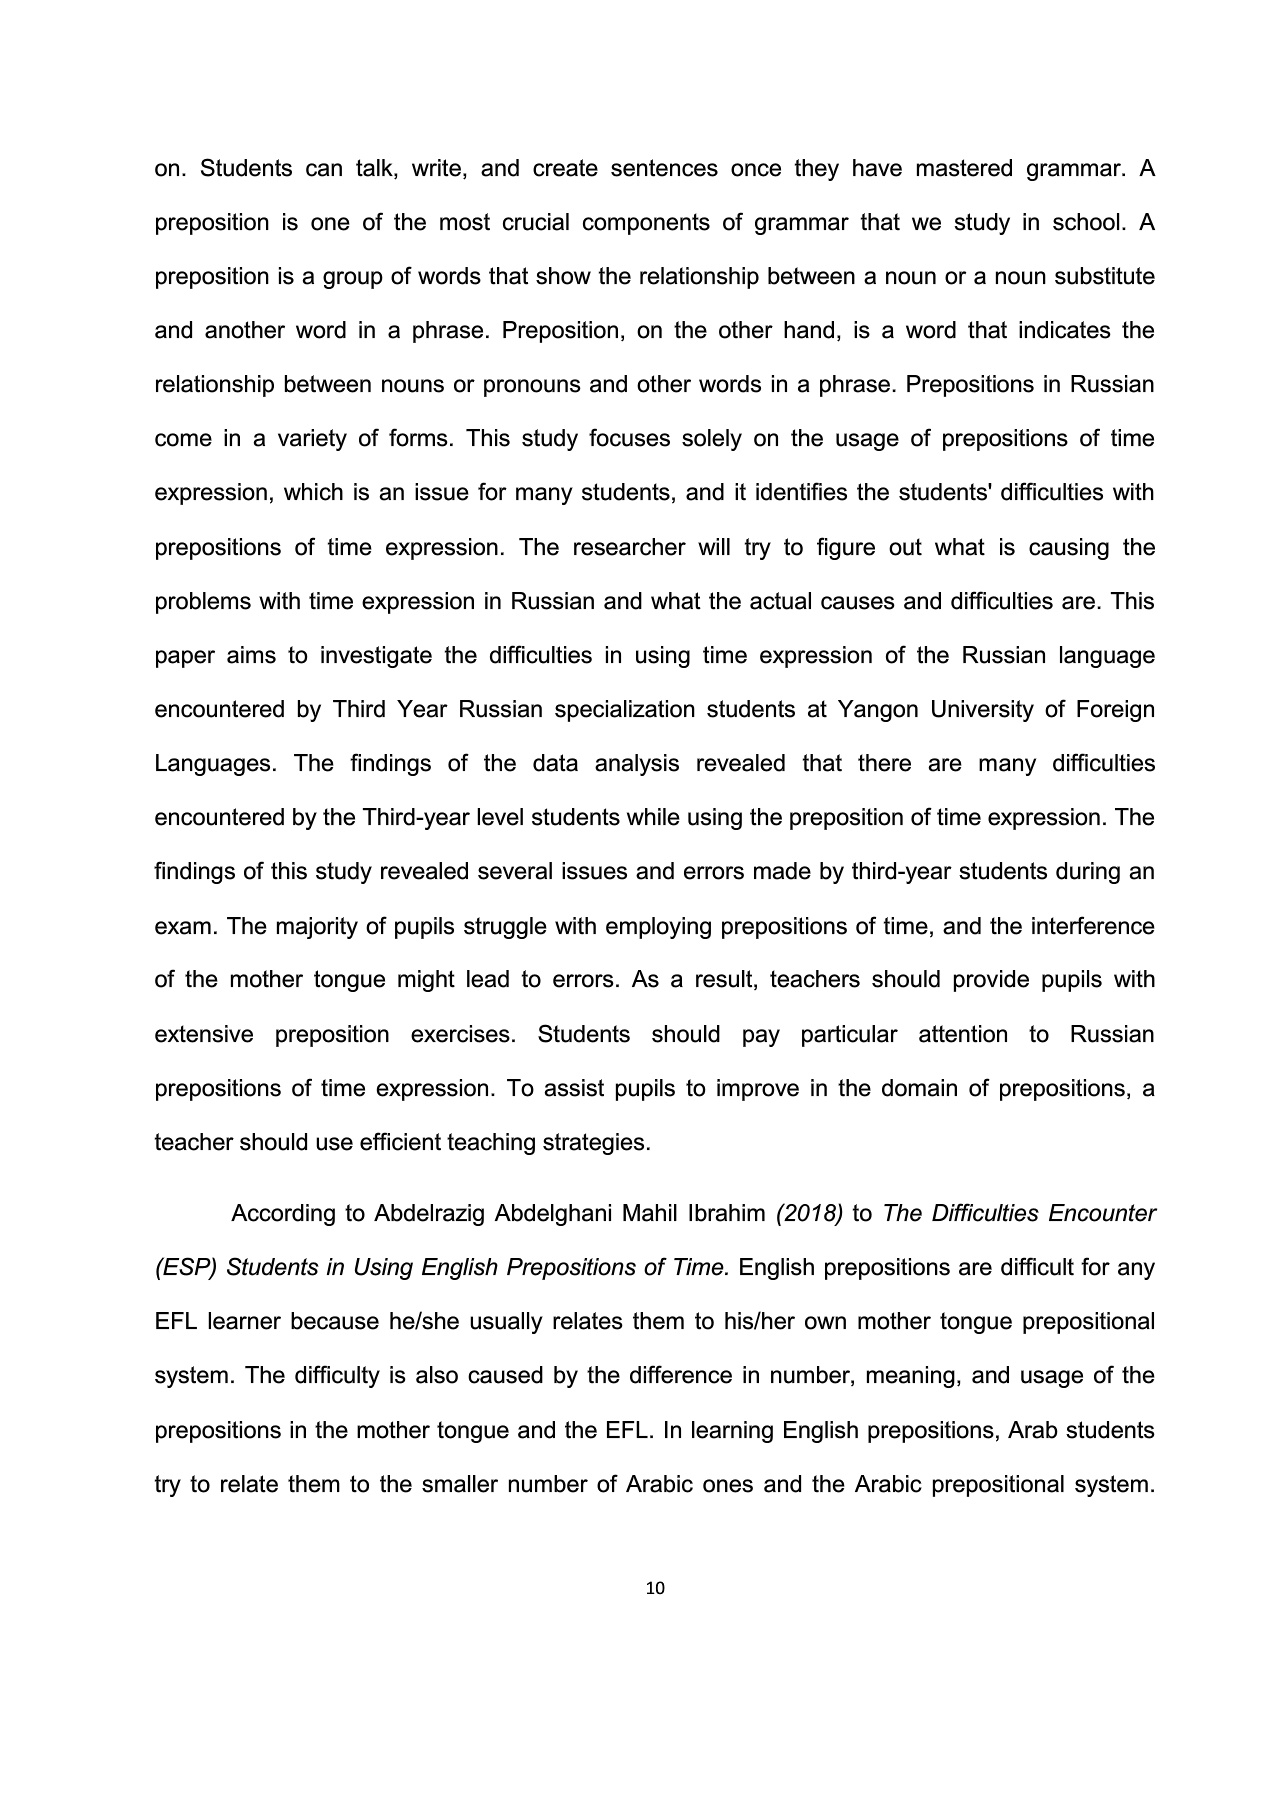 on. Students can talk, write, and create sentences once they have mastered grammar. A
preposition is one of the most crucial components of grammar that we study in school. A
preposition is a group of words that show the relationship between a noun or a noun substitute
and another word in a phrase. Preposition, on the other hand, is a word that indicates the
relationship between nouns or pronouns and other words in a phrase. Prepositions in Russian
come in a variety of forms. This study focuses solely on the usage of prepositions of time
expression, which is an issue for many students, and it identifies the students' difficulties with
prepositions of time expression. The researcher will try to figure out what is causing the
problems with time expression in Russian and what the actual causes and difficulties are. This
paper aims to investigate the difficulties in using time expression of the Russian language
encountered by Third Year Russian specialization students at Yangon University of Foreign
Languages. The findings of the data analysis revealed that there are many difficulties
encountered by the Third-year level students while using the preposition of time expression. The
findings of this study revealed several issues and errors made by third-year students during an
exam. The majority of pupils struggle with employing prepositions of time, and the interference
of the mother tongue might lead to errors. As a result, teachers should provide pupils with
extensive preposition exercises. Students should pay particular attention to Russian
prepositions of time expression. To assist pupils to improve in the domain of prepositions, a
teacher should use efficient teaching strategies.
According to Abdelrazig Abdelghani Mahil Ibrahim (2018) to The Difficulties Encounter
(ESP) Students in Using English Prepositions of Time. English prepositions are difficult for any
EFL learner because he/she usually relates them to his/her own mother tongue prepositional
system. The difficulty is also caused by the difference in number, meaning, and usage of the
prepositions in the mother tongue and the EFL. In learning English prepositions, Arab students
try to relate them to the smaller number of Arabic ones and the Arabic prepositional system.
10